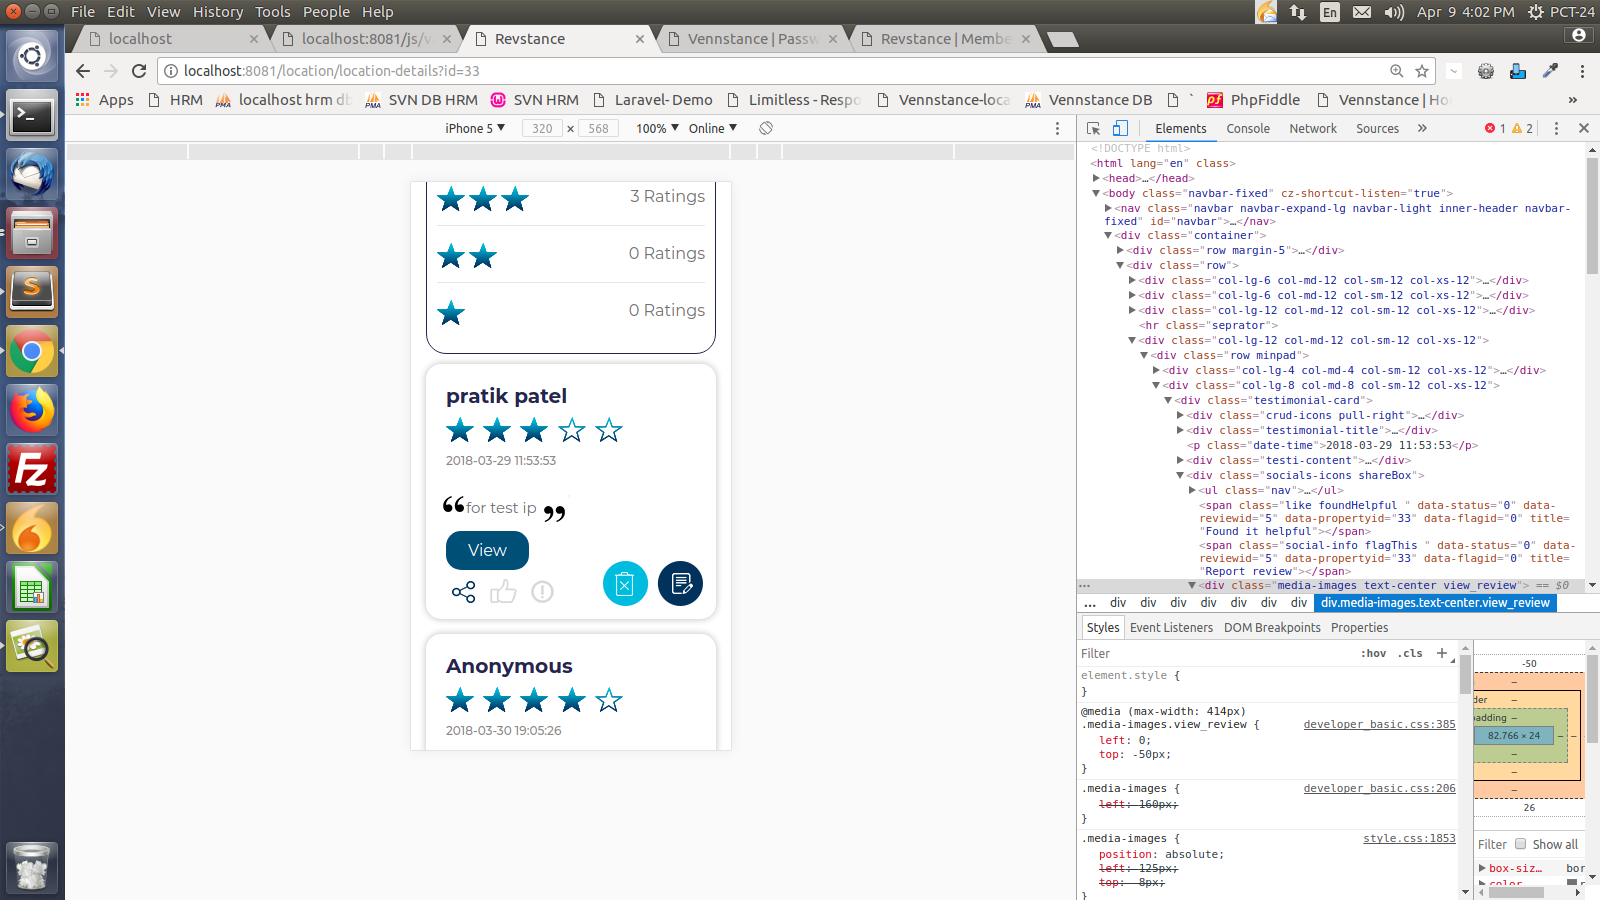 File Edit View History Tools People Help
En
Apr 9 4:02 PM PCT-24
localhost
localhost:8081/js/v
Revstance
Vennstance | Passw
Revstance | Membe
localhost:8081/location/location-details?id=33
Apps HRM localhost hrm db SVN DB HRM SVN HRM Laravel- Demo Limitless - Respo Vennstance-loca Vennstance DB ` PhpFiddle Vennstance | Ho »
iPhone 5 ▼ 320 × 568 100% ▼ Online ▼
Elements Console Network Sources » 1 2
3 Ratings
0 Ratings
0 Ratings
pratik patel
2018-03-29 11:53:53
“ for test ip ”
View
Anonymous
2018-03-30 19:05:26
<!DOCTYPE html>
<html lang="en" class>
▶<head>…</head>
▼<body class="navbar-fixed" cz-shortcut-listen="true">
▶<nav class="navbar navbar-expand-lg navbar-light inner-header navbar-
fixed" id="navbar">…</nav>
▼<div class="container">
▶<div class="row margin-5">…</div>
▼<div class="row">
▶<div class="col-lg-6 col-md-12 col-sm-12 col-xs-12">…</div>
▶<div class="col-lg-6 col-md-12 col-sm-12 col-xs-12">…</div>
▶<div class="col-lg-12 col-md-12 col-sm-12 col-xs-12">…</div>
<hr class="seprator">
▼<div class="col-lg-12 col-md-12 col-sm-12 col-xs-12">
▼<div class="row minpad">
▶<div class="col-lg-4 col-md-4 col-sm-12 col-xs-12">…</div>
▼<div class="col-lg-8 col-md-8 col-sm-12 col-xs-12">
▼<div class="testimonial-card">
▶<div class="crud-icons pull-right">…</div>
▶<div class="testimonial-title">…</div>
<p class="date-time">2018-03-29 11:53:53</p>
▶<div class="testi-content">…</div>
▼<div class="socials-icons shareBox">
▶<ul class="nav">…</ul>
<span class="like foundHelpful " data-status="0" data-
reviewid="5" data-propertyid="33" data-flagid="0" title=
"Found it helpful"></span>
<span class="social-info flagThis " data-status="0" data-
reviewid="5" data-propertyid="33" data-flagid="0" title=
"Report review"></span>
… ▼<div class="media-images text-center view_review"> == $0
... div div div div div div div div.media-images.text-center.view_review
Styles Event Listeners DOM Breakpoints Properties
Filter :hov .cls +
element.style {
}
@media (max-width: 414px)
.media-images.view_review { developer_basic.css:385
left: 0;
top: -50px;
}
.media-images { developer_basic.css:206
left: 160px;
}
.media-images { style.css:1853
position: absolute;
left: 125px;
top: -8px;
}
-50
–
der
–
adding –
82.766 × 24
– –
–
–
–
26
Filter Show all
▶box-siz… bor
▶color